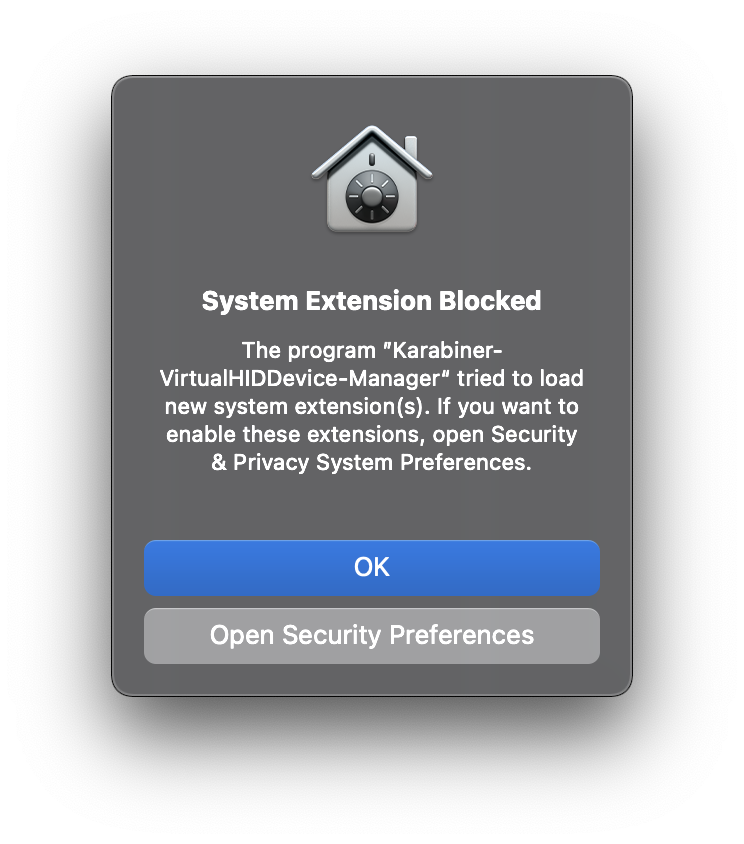 System Extension Blocked
The program "Karabiner-
VirtualHIDDevice-Manager" tried to load
new system extension(s). If you want to
enable these extensions, open Security
& Privacy System Preferences.
OK
Open Security Preferences